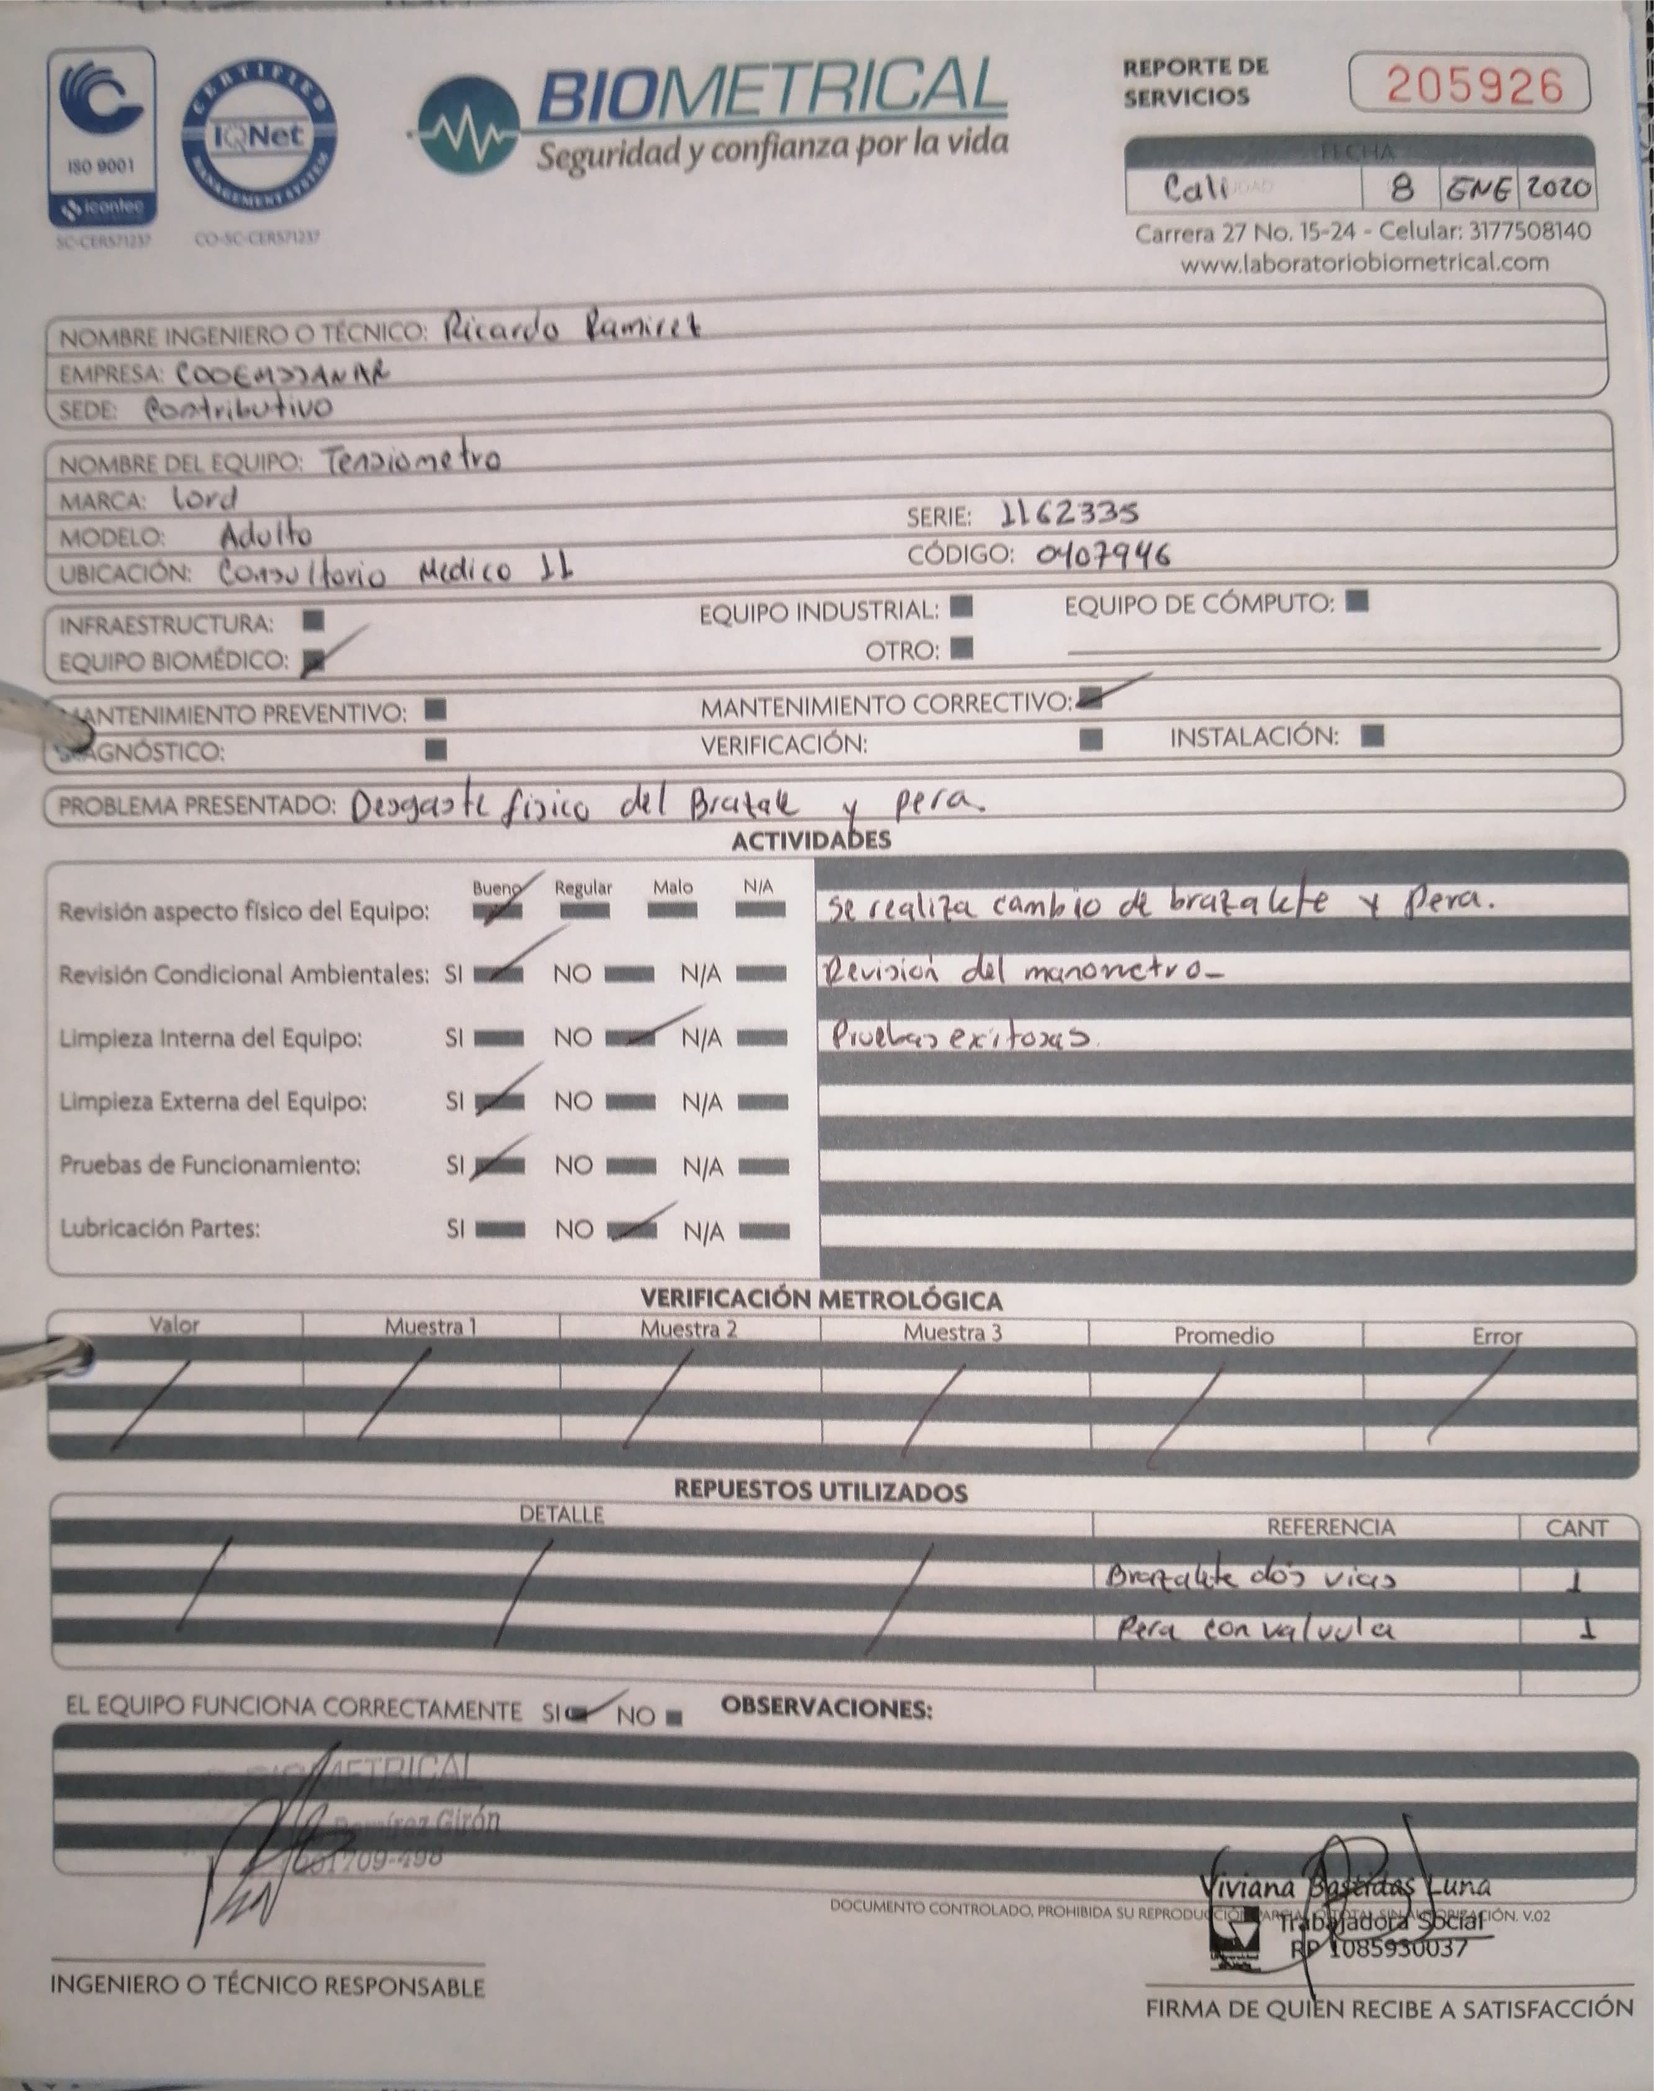 ISO 9001
icontec
SC-CER571237
CERTIFIED
IQNet
MANAGEMENT SYSTEM
CO-SC-CER571237
BIOMETRICAL
Seguridad y confianza por la vida
REPORTE DE
SERVICIOS
205926
FECHA
Cali 8 ENE 2020
Carrera 27 No. 15-24 - Celular: 3177508140
www.laboratoriobiometrical.com
NOMBRE INGENIERO O TÉCNICO: Ricardo Ramirez
EMPRESA: CODEMSSANAR
SEDE: Contributivo
NOMBRE DEL EQUIPO: Tensiometro
MARCA: Lord
SERIE: 1162335
MODELO: Adulto
CÓDIGO: 0407946
UBICACIÓN: Consultorio Medico 11
INFRAESTRUCTURA: EQUIPO INDUSTRIAL: EQUIPO DE CÓMPUTO:
EQUIPO BIOMÉDICO: OTRO:
MANTENIMIENTO PREVENTIVO: MANTENIMIENTO CORRECTIVO:
DIAGNÓSTICO: VERIFICACIÓN: INSTALACIÓN:
PROBLEMA PRESENTADO: Desgaste fisico del Brazale y pera.
ACTIVIDADES
Bueno Regular Malo N/A
Revisión aspecto físico del Equipo: Se realiza cambio de brazalete y pera.
Revisión Condicional Ambientales: SI NO N/A Revision del manometro-
Limpieza Interna del Equipo: SI NO N/A Pruebas exitosas.
Limpieza Externa del Equipo: SI NO N/A
Pruebas de Funcionamiento: SI NO N/A
Lubricación Partes: SI NO N/A
VERIFICACIÓN METROLÓGICA
Valor Muestra 1 Muestra 2 Muestra 3 Promedio Error
REPUESTOS UTILIZADOS
DETALLE REFERENCIA CANT
Brazalete dos vias 1
Pera con valvula 1
EL EQUIPO FUNCIONA CORRECTAMENTE SI NO OBSERVACIONES:
BIOMETRICAL
Ramírez Girón
Viviana Bastidas Luna
DOCUMENTO CONTROLADO, PROHIBIDA SU REPRODUCCIÓN PARCIAL O TOTAL SIN AUTORIZACIÓN. V.02
Trabajadora Social
RP 1085930037
INGENIERO O TÉCNICO RESPONSABLE
FIRMA DE QUIEN RECIBE A SATISFACCIÓN